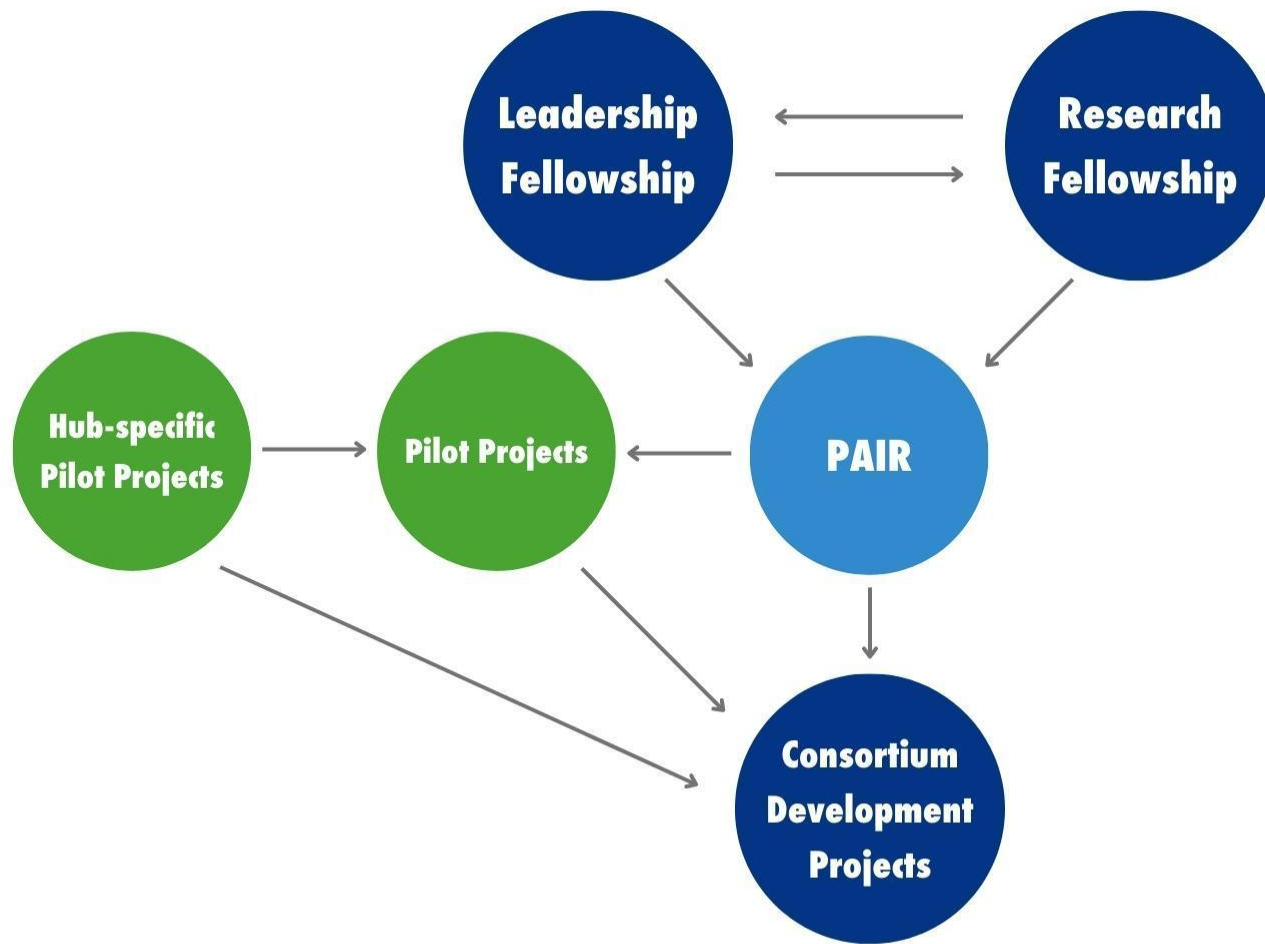 Leadership
Fellowship
Research
Fellowship
Hub-specific
Pilot Projects
Pilot Projects
PAIR
Consortium
Development
Projects